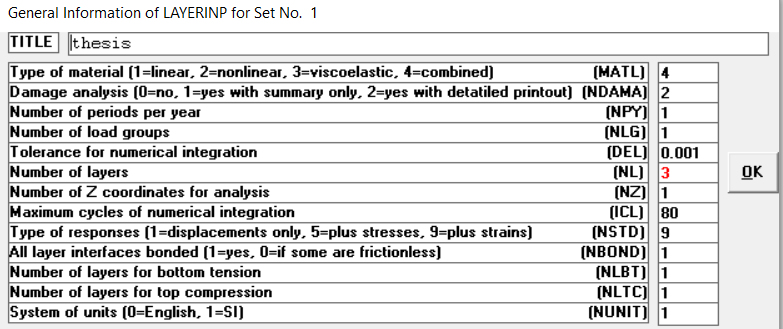 General Information of LAYERINP for Set No. 1
TITLE thesis
Type of material (1=linear, 2=nonlinear, 3=viscoelastic, 4=combined) (MATL) 4
Damage analysis (0=no, 1=yes with summary only, 2=yes with detatiled printout) (NDAMA) 2
Number of periods per year (NPY) 1
Number of load groups (NLG) 1
Tolerance for numerical integration (DEL) 0.001
Number of layers (NL) 3
Number of Z coordinates for analysis (NZ) 1
Maximum cycles of numerical integration (ICL) 80
Type of responses (1=displacements only, 5=plus stresses, 9=plus strains) (NSTD) 9
All layer interfaces bonded (1=yes, 0=if some are frictionless) (NBOND) 1
Number of layers for bottom tension (NLBT) 1
Number of layers for top compression (NLTC) 1
System of units (0=English, 1=SI) (NUNIT) 1
OK